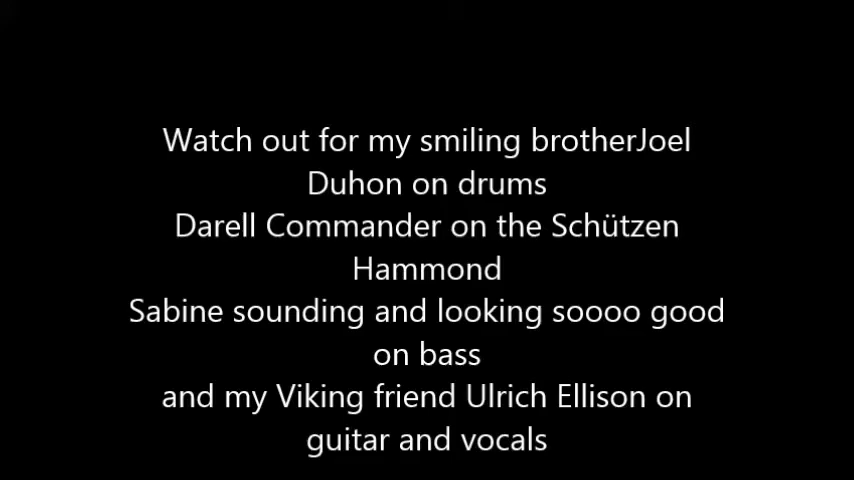 Watch out for my smiling brotherJoel
Duhon on drums
Darell Commander on the Schützen
Hammond
Sabine sounding and looking soooo good
on bass
and my Viking friend Ulrich Ellison on
guitar and vocals